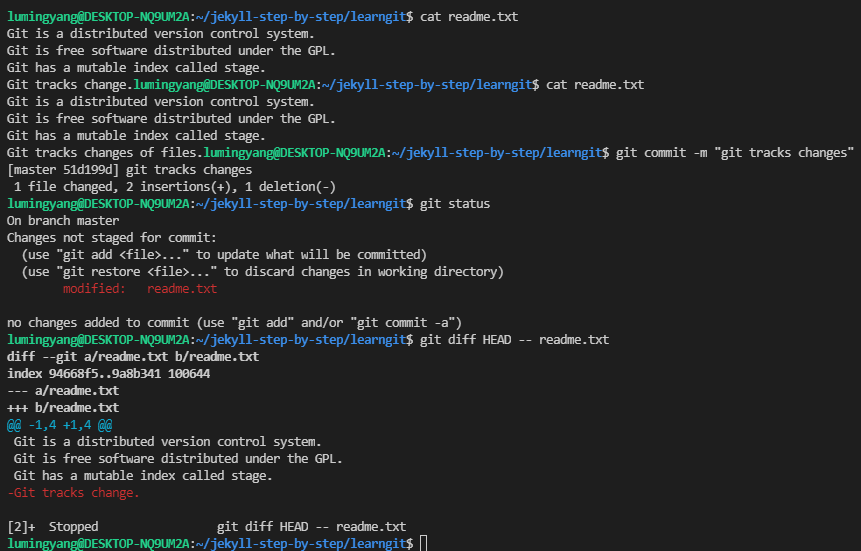 lumingyang@DESKTOP-NQ9UM2A:~/jekyll-step-by-step/learngit$ cat readme.txt
Git is a distributed version control system.
Git is free software distributed under the GPL.
Git has a mutable index called stage.
Git tracks change.lumingyang@DESKTOP-NQ9UM2A:~/jekyll-step-by-step/learngit$ cat readme.txt
Git is a distributed version control system.
Git is free software distributed under the GPL.
Git has a mutable index called stage.
Git tracks changes of files.lumingyang@DESKTOP-NQ9UM2A:~/jekyll-step-by-step/learngit$ git commit -m "git tracks changes"
[master 51d199d] git tracks changes
 1 file changed, 2 insertions(+), 1 deletion(-)
lumingyang@DESKTOP-NQ9UM2A:~/jekyll-step-by-step/learngit$ git status
On branch master
Changes not staged for commit:
  (use "git add <file>..." to update what will be committed)
  (use "git restore <file>..." to discard changes in working directory)
        modified:   readme.txt

no changes added to commit (use "git add" and/or "git commit -a")
lumingyang@DESKTOP-NQ9UM2A:~/jekyll-step-by-step/learngit$ git diff HEAD -- readme.txt
diff --git a/readme.txt b/readme.txt
index 94668f5..9a8b341 100644
--- a/readme.txt
+++ b/readme.txt
@@ -1,4 +1,4 @@
 Git is a distributed version control system.
 Git is free software distributed under the GPL.
 Git has a mutable index called stage.
-Git tracks change.

[2]+  Stopped                 git diff HEAD -- readme.txt
lumingyang@DESKTOP-NQ9UM2A:~/jekyll-step-by-step/learngit$